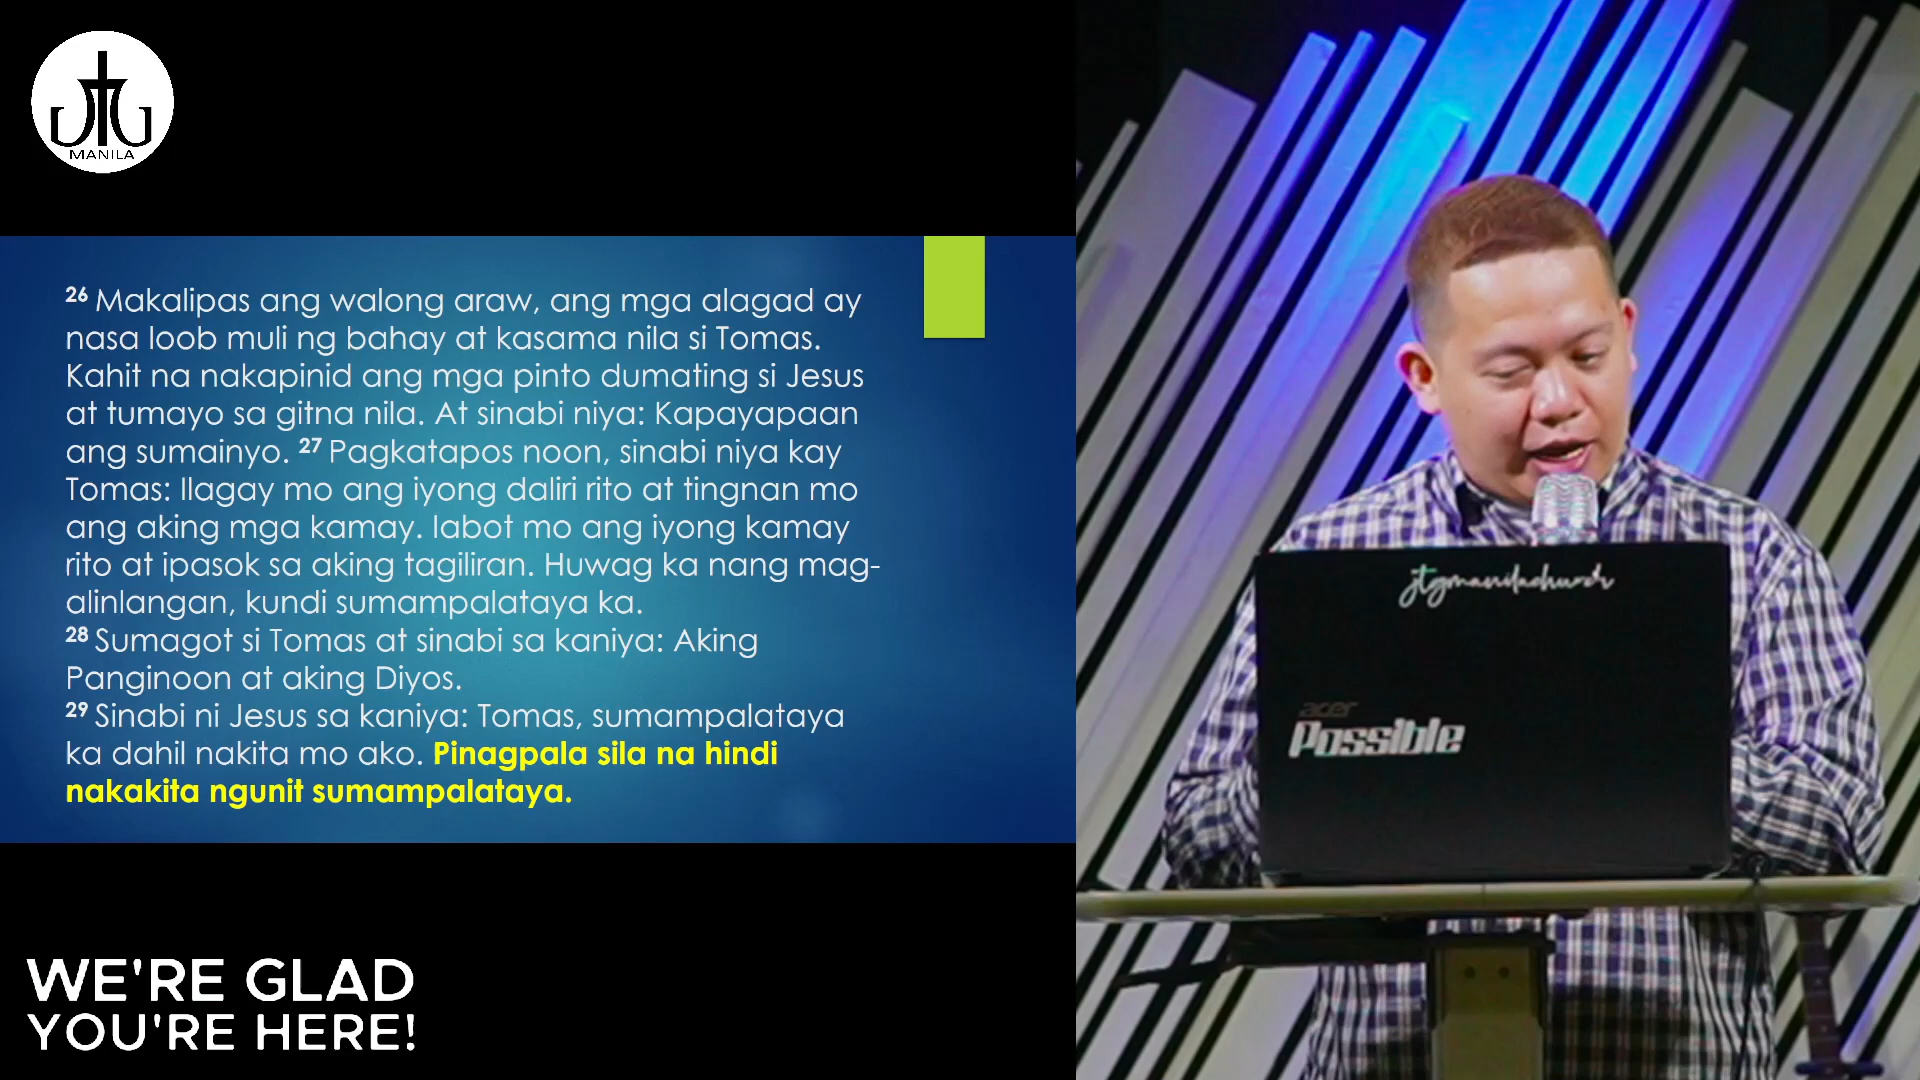 JTG
MANILA
26 Makalipas ang walong araw, ang mga alagad ay
nasa loob muli ng bahay at kasama nila si Tomas.
Kahit na nakapinid ang mga pinto dumating si Jesus
at tumayo sa gitna nila. At sinabi niya: Kapayapaan
ang sumainyo. 27 Pagkatapos noon, sinabi niya kay
Tomas: Ilagay mo ang iyong daliri rito at tingnan mo
ang aking mga kamay. Iabot mo ang iyong kamay
rito at ipasok sa aking tagiliran. Huwag ka nang mag-
alinlangan, kundi sumampalataya ka.
28 Sumagot si Tomas at sinabi sa kaniya: Aking
Panginoon at aking Diyos.
29 Sinabi ni Jesus sa kaniya: Tomas, sumampalataya
ka dahil nakita mo ako. Pinagpala sila na hindi
nakakita ngunit sumampalataya.
WE'RE GLAD
YOU'RE HERE!
jtgmanilachurch
acer
Possible